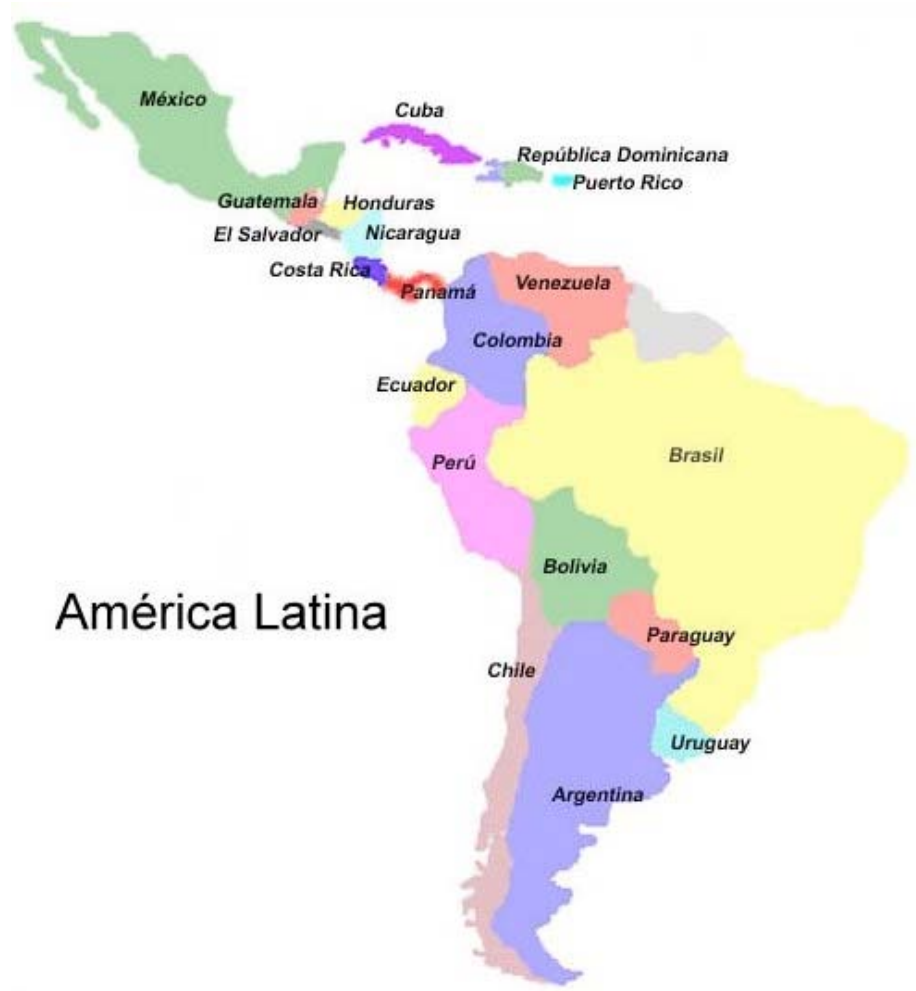 México
Cuba
República Dominicana
Puerto Rico
Guatemala
Honduras
El Salvador
Nicaragua
Costa Rica
Panamá
Venezuela
Colombia
Ecuador
Brasil
Perú
Bolivia
América Latina
Paraguay
Chile
Uruguay
Argentina